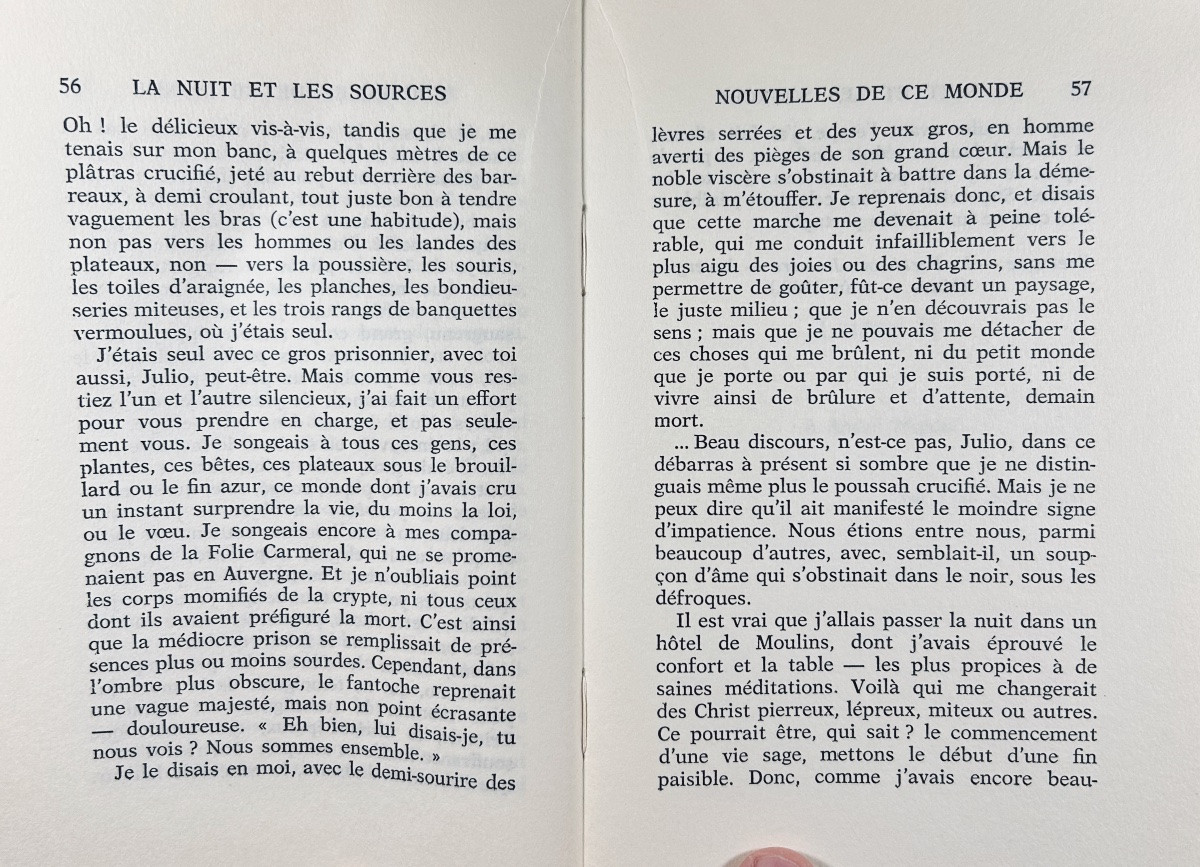 56 LA NUIT ET LES SOURCES
Oh ! le délicieux vis-à-vis, tandis que je me
tenais sur mon banc, à quelques mètres de ce
plâtras crucifié, jeté au rebut derrière des bar-
reaux, à demi croulant, tout juste bon à tendre
vaguement les bras (c'est une habitude), mais
non pas vers les hommes ou les landes des
plateaux, non — vers la poussière, les souris,
les toiles d'araignée, les planches, les bondieu-
series miteuses, et les trois rangs de banquettes
vermoulues, où j'étais seul.
J'étais seul avec ce gros prisonnier, avec toi
aussi, Julio, peut-être. Mais comme vous res-
tiez l'un et l'autre silencieux, j'ai fait un effort
pour vous prendre en charge, et pas seule-
ment vous. Je songeais à tous ces gens, ces
plantes, ces bêtes, ces plateaux sous le brouil-
lard ou le fin azur, ce monde dont j'avais cru
un instant surprendre la vie, du moins la loi,
ou le vœu. Je songeais encore à mes compa-
gnons de la Folie Carmeral, qui ne se prome-
naient pas en Auvergne. Et je n'oubliais point
les corps momifiés de la crypte, ni tous ceux
dont ils avaient préfiguré la mort. C'est ainsi
que la médiocre prison se remplissait de pré-
sences plus ou moins sourdes. Cependant, dans
l'ombre plus obscure, le fantoche reprenait
une vague majesté, mais non point écrasante
— douloureuse. « Eh bien, lui disais-je, tu
nous vois ? Nous sommes ensemble. »
Je le disais en moi, avec le demi-sourire des
NOUVELLES DE CE MONDE 57
lèvres serrées et des yeux gros, en homme
averti des pièges de son grand cœur. Mais le
noble viscère s'obstinait à battre dans la déme-
sure, à m'étouffer. Je reprenais donc, et disais
que cette marche me devenait à peine tolé-
rable, qui me conduit infailliblement vers le
plus aigu des joies ou des chagrins, sans me
permettre de goûter, fût-ce devant un paysage,
le juste milieu ; que je n'en découvrais pas le
sens ; mais que je ne pouvais me détacher de
ces choses qui me brûlent, ni du petit monde
que je porte ou par qui je suis porté, ni de
vivre ainsi de brûlure et d'attente, demain
mort.
... Beau discours, n'est-ce pas, Julio, dans ce
débarras à présent si sombre que je ne distin-
guais même plus le poussah crucifié. Mais je ne
peux dire qu'il ait manifesté le moindre signe
d'impatience. Nous étions entre nous, parmi
beaucoup d'autres, avec, semblait-il, un soup-
çon d'âme qui s'obstinait dans le noir, sous les
défroques.
Il est vrai que j'allais passer la nuit dans un
hôtel de Moulins, dont j'avais éprouvé le
confort et la table — les plus propices à de
saines méditations. Voilà qui me changerait
des Christ pierreux, lépreux, miteux ou autres.
Ce pourrait être, qui sait ? le commencement
d'une vie sage, mettons le début d'une fin
paisible. Donc, comme j'avais encore beau-